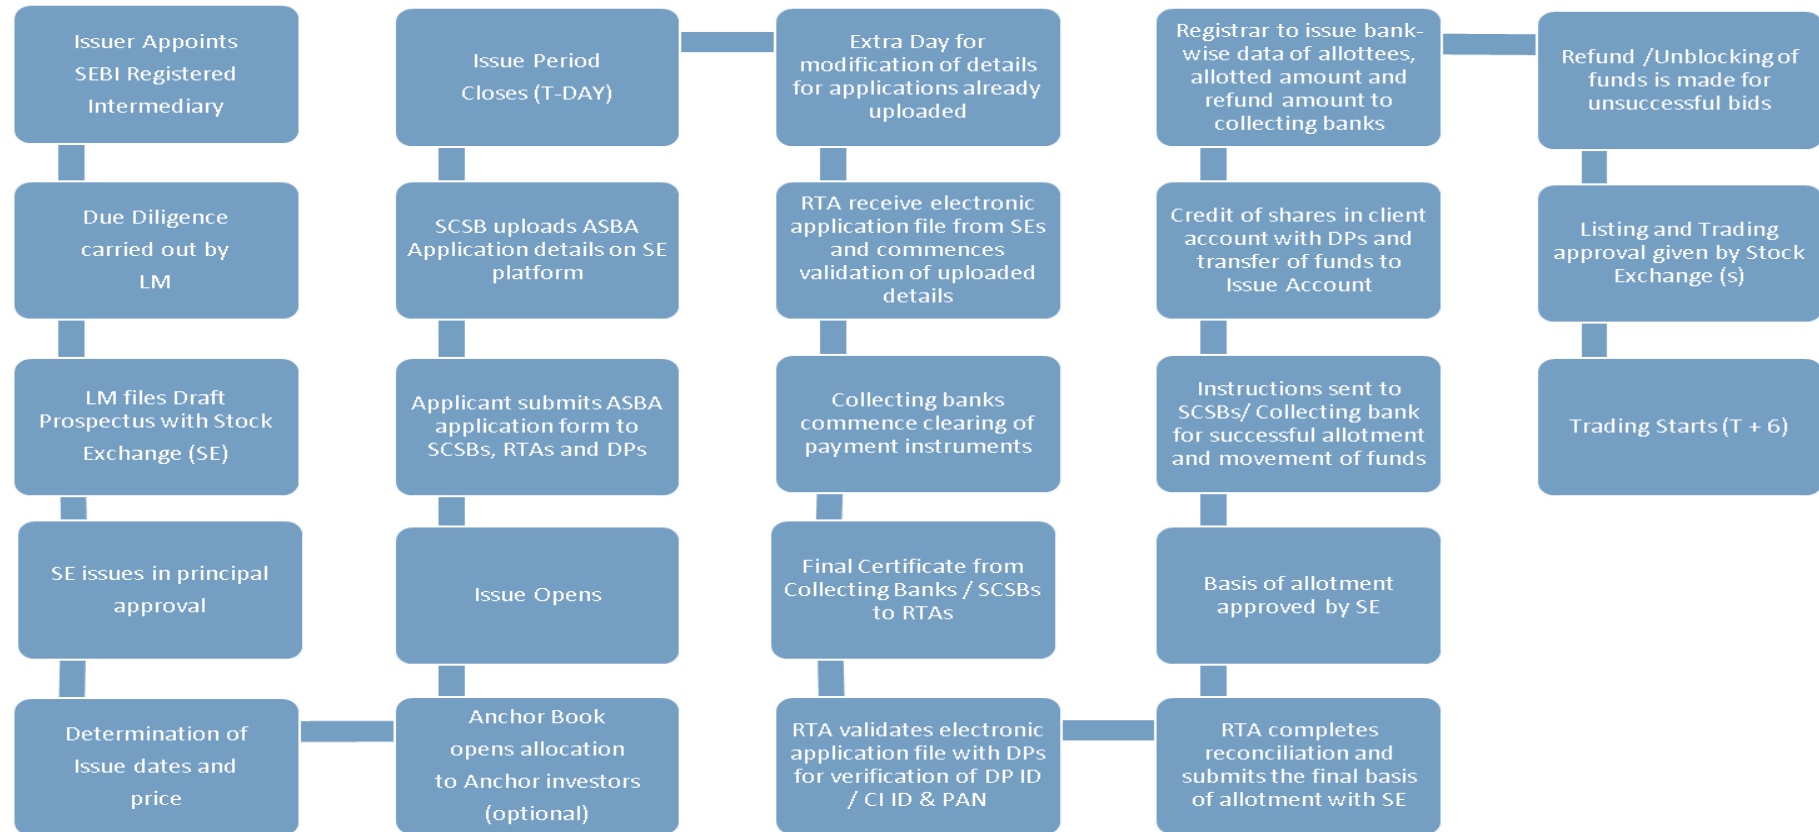 Issuer Appoints
SEBI Registered
Intermediary
Due Diligence
carried out by
LM
LM files Draft
Prospectus with Stock
Exchange (SE)
SE issues in principal
approval
Determination of
Issue dates and
price
Anchor Book
opens allocation
to Anchor investors
(optional)
Issue Opens
Applicant submits ASBA
application form to
SCSBs, RTAs and DPs
SCSB uploads ASBA
Application details on SE
platform
Issue Period
Closes (T-DAY)
Extra Day for
modification of details
for applications already
uploaded
RTA receive electronic
application file from SEs
and commences
validation of uploaded
details
Collecting banks
commence clearing of
payment instruments
Final Certificate from
Collecting Banks / SCSBs
to RTAs
RTA validates electronic
application file with DPs
for verification of DP ID
/ CI ID & PAN
RTA completes
reconciliation and
submits the final basis
of allotment with SE
Basis of allotment
approved by SE
Instructions sent to
SCSBs/ Collecting bank
for successful allotment
and movement of funds
Credit of shares in client
account with DPs and
transfer of funds to
Issue Account
Registrar to issue bank-
wise data of allottees,
allotted amount and
refund amount to
collecting banks
Refund /Unblocking of
funds is made for
unsuccessful bids
Listing and Trading
approval given by Stock
Exchange (s)
Trading Starts (T + 6)